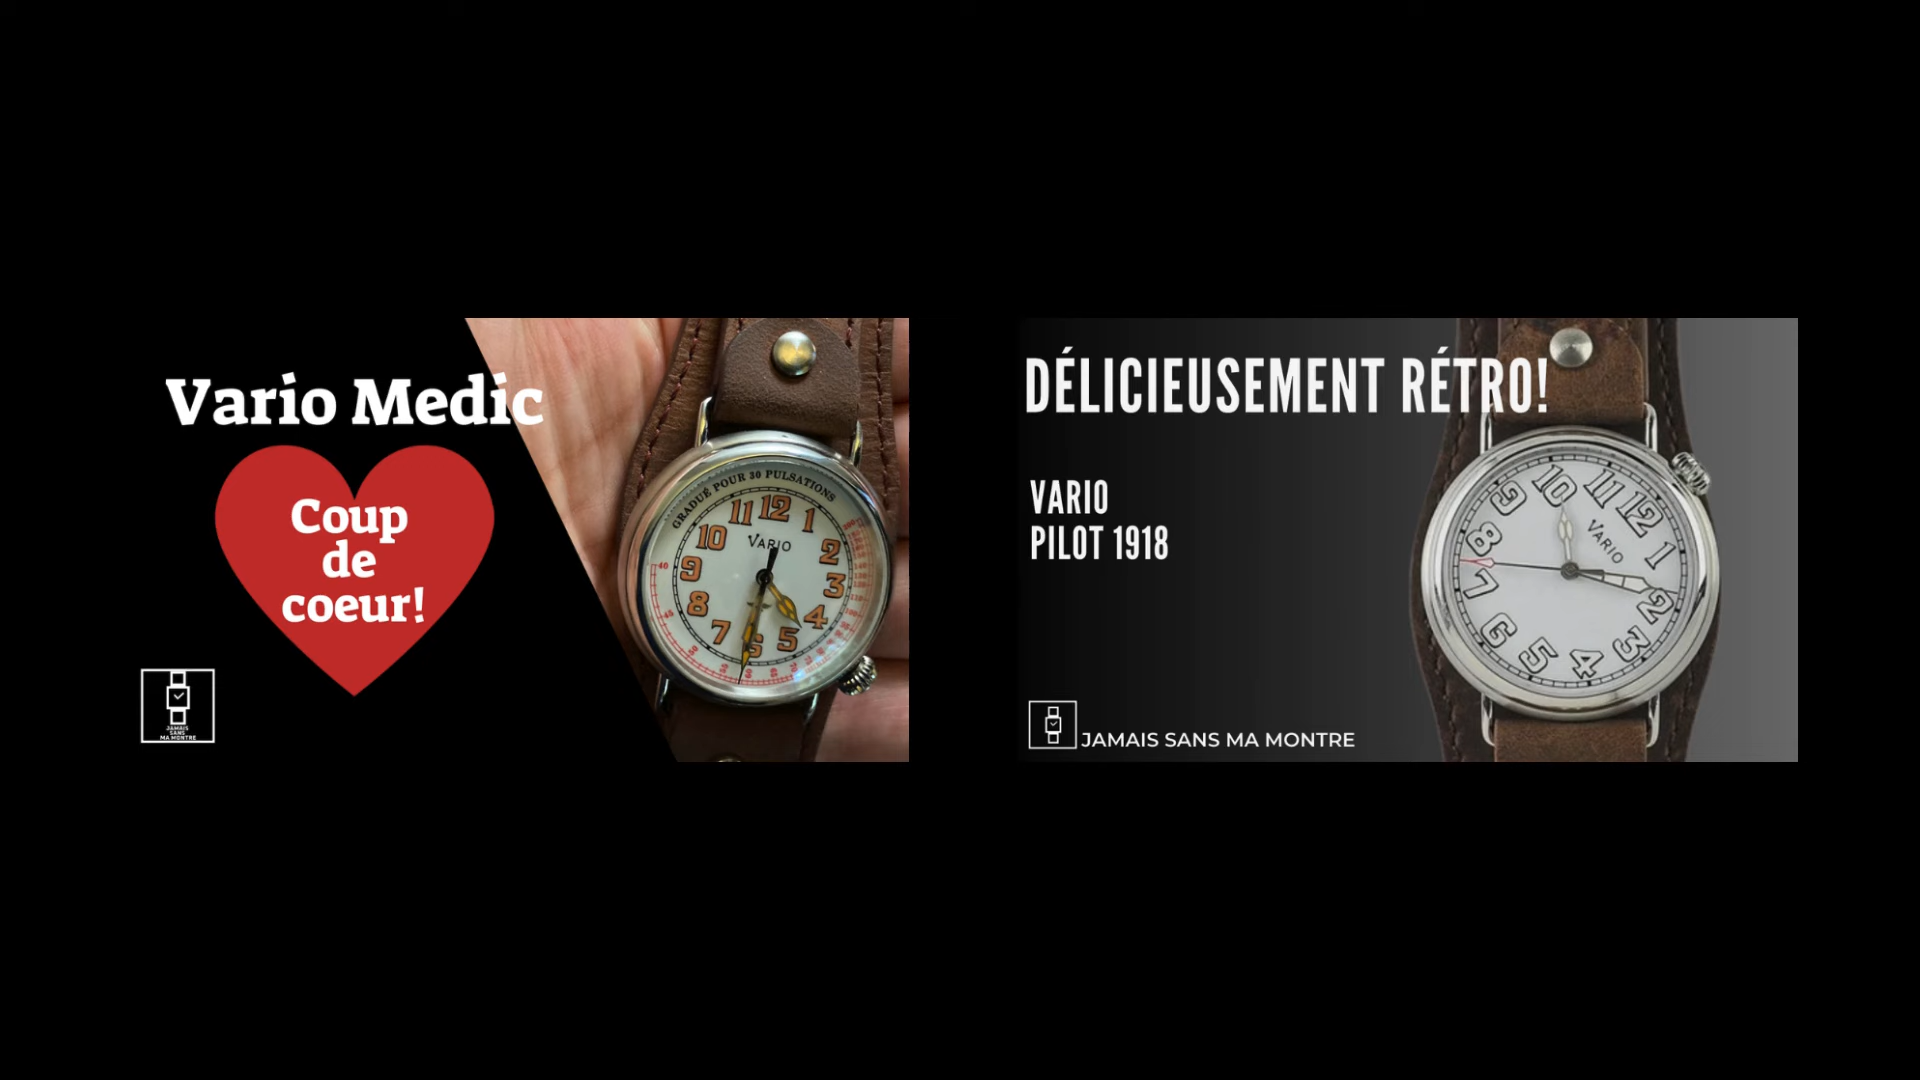 Vario Medic
Coup
de
coeur!
JAMAIS
SANS
MA MONTRE
GRADUÉ POUR 30 PULSATIONS
VARIO
12
1
2
3
4
5
6
7
8
9
10
11
40
DÉLICIEUSEMENT RÉTRO!
VARIO
PILOT 1918
JAMAIS SANS MA MONTRE
VARIO
12
1
2
3
4
5
6
7
8
9
10
11